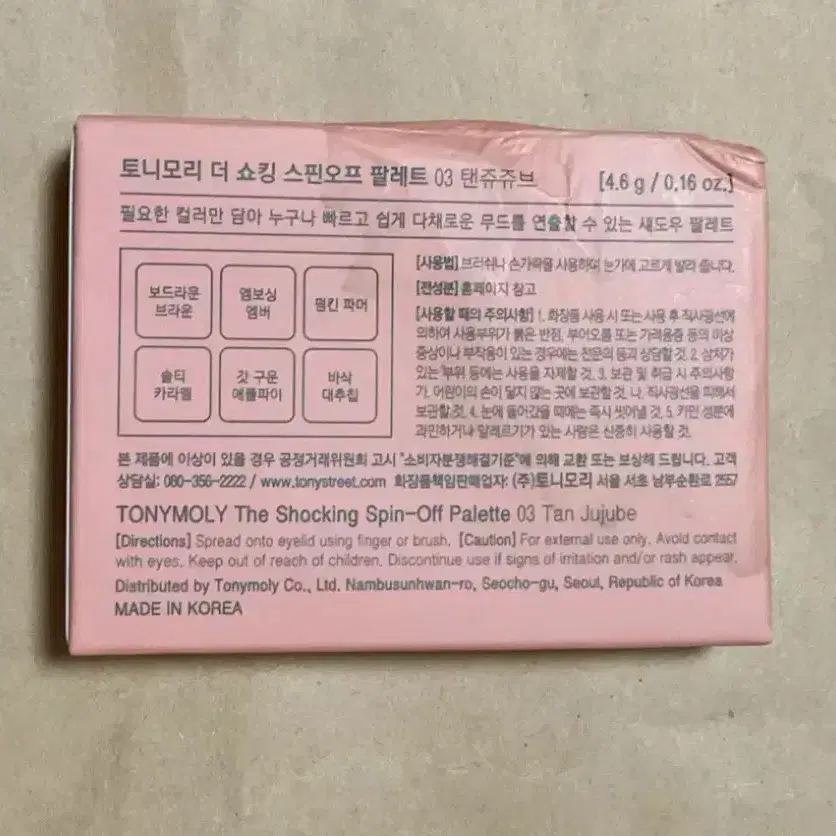 토니모리 더 쇼킹 스핀오프 팔레트 03 탠쥬쥬브 [4.6 g / 0.16 oz.]
필요한 컬러만 담아 누구나 빠르고 쉽게 다채로운 무드를 연출할 수 있는 섀도우 팔레트
보드라운
브라운
엠보싱
엠버
펌킨 파머
솔티
카라멜
갓 구운
애플파이
바삭
대추칩
[사용법] 브러쉬나 손가락을 사용하여 눈가에 고르게 발라 줍니다.
[전성분] 홈페이지 참고
[사용할 때의 주의사항] 1. 화장품 사용 시 또는 사용 후 직사광선에
의하여 사용부위가 붉은 반점, 부어오름 또는 가려움증 등의 이상
증상이나 부작용이 있는 경우에는 전문의 등과 상담할 것. 2. 상처가
있는 부위 등에는 사용을 자제할 것. 3. 보관 및 취급 시 주의사항
가. 어린이의 손이 닿지 않는 곳에 보관할 것. 나. 직사광선을 피해서
보관할 것. 4. 눈에 들어갔을 때에는 즉시 씻어낼 것. 5. 카민 성분에
과민하거나 알레르기가 있는 사람은 신중히 사용할 것.
본 제품에 이상이 있을 경우 공정거래위원회 고시 "소비자분쟁해결기준"에 의해 교환 또는 보상해 드립니다. 고객
상담실: 080-356-2222 / www.tonystreet.com 화장품책임판매업자: (주)토니모리 서울 서초 남부순환로 2557
TONYMOLY The Shocking Spin-Off Palette 03 Tan Jujube
[Directions] Spread onto eyelid using finger or brush. [Caution] For external use only. Avoid contact
with eyes. Keep out of reach of children. Discontinue use if signs of irritation and/or rash appear.
Distributed by Tonymoly Co., Ltd. Nambusunhwan-ro, Seocho-gu, Seoul, Republic of Korea
MADE IN KOREA